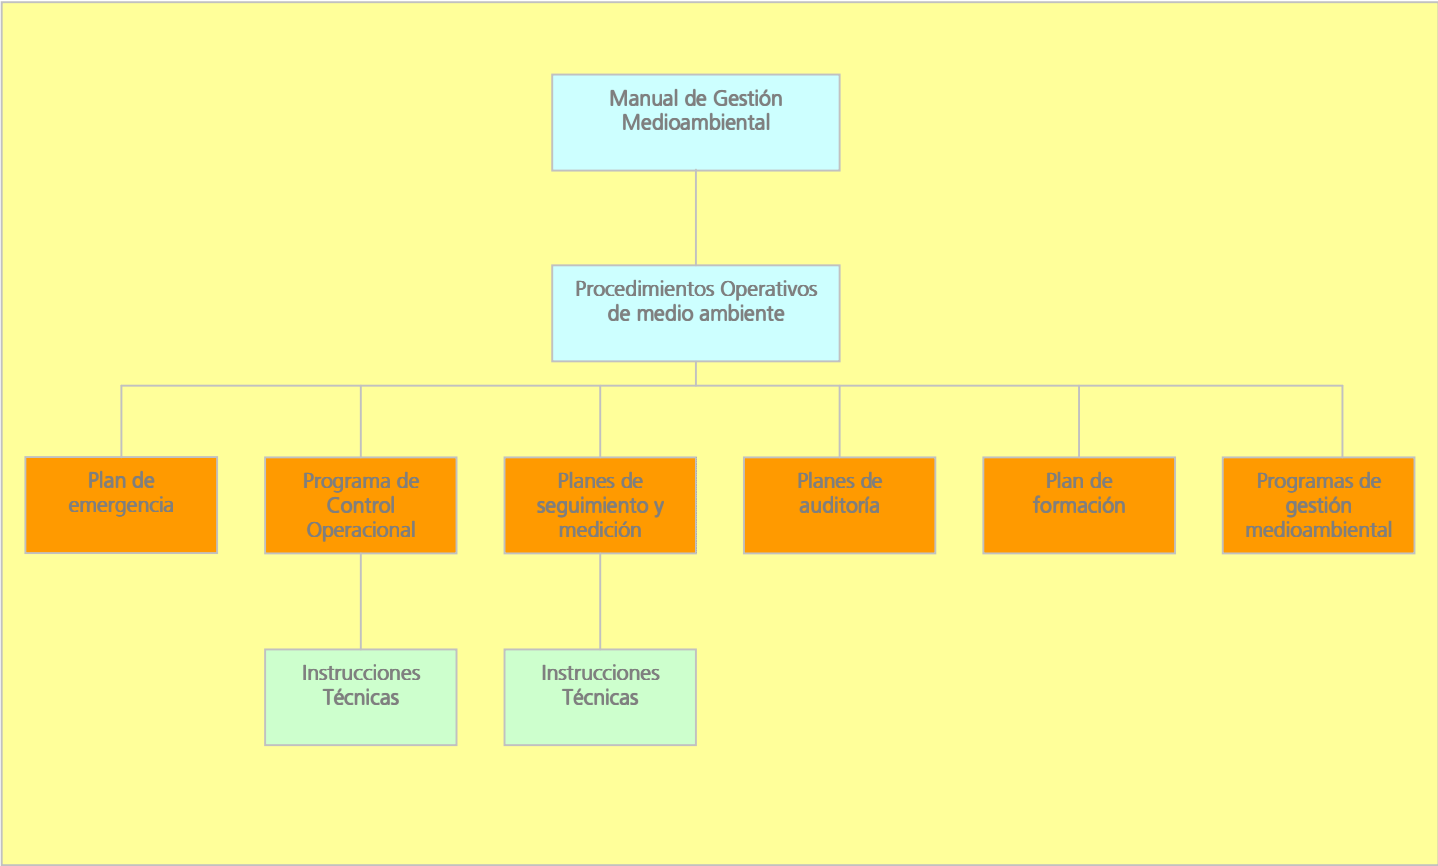 Manual de Gestión
Medioambiental
Procedimientos Operativos
de medio ambiente
Plan de
emergencia
Programa de
Control
Operacional
Planes de
seguimiento y
medición
Planes de
auditoría
Plan de
formación
Programas de
gestión
medioambiental
Instrucciones
Técnicas
Instrucciones
Técnicas